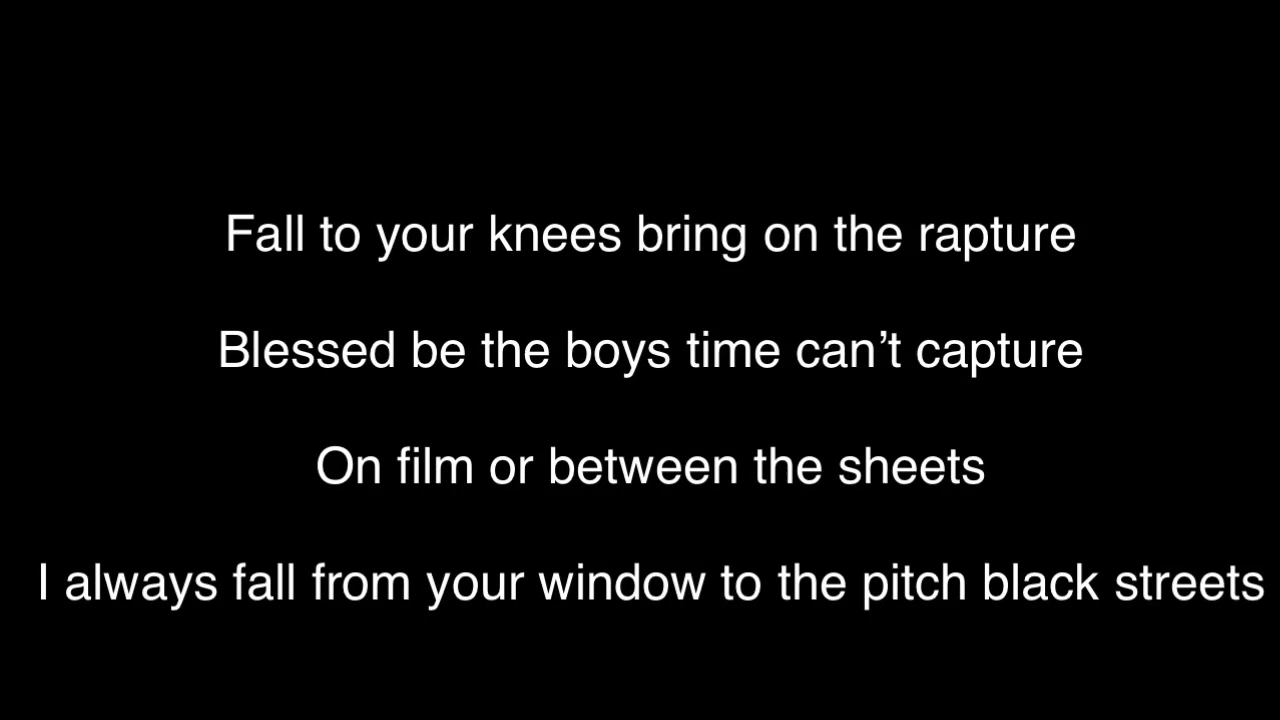 Fall to your knees bring on the rapture
Blessed be the boys time can’t capture
On film or between the sheets
I always fall from your window to the pitch black streets